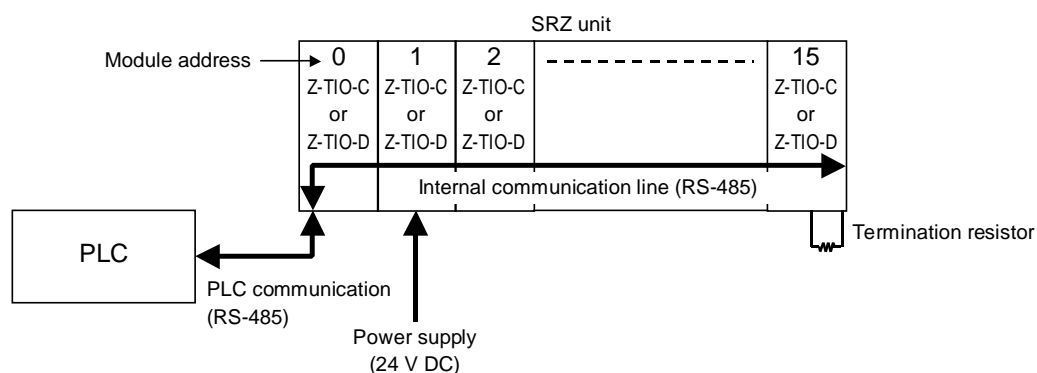 SRZ unit
Module address
0
1
2
15
Z-TIO-C
or
Z-TIO-D
Z-TIO-C
or
Z-TIO-D
Z-TIO-C
or
Z-TIO-D
Z-TIO-C
or
Z-TIO-D
Internal communication line (RS-485)
PLC
Termination resistor
PLC communication
(RS-485)
Power supply
(24 V DC)